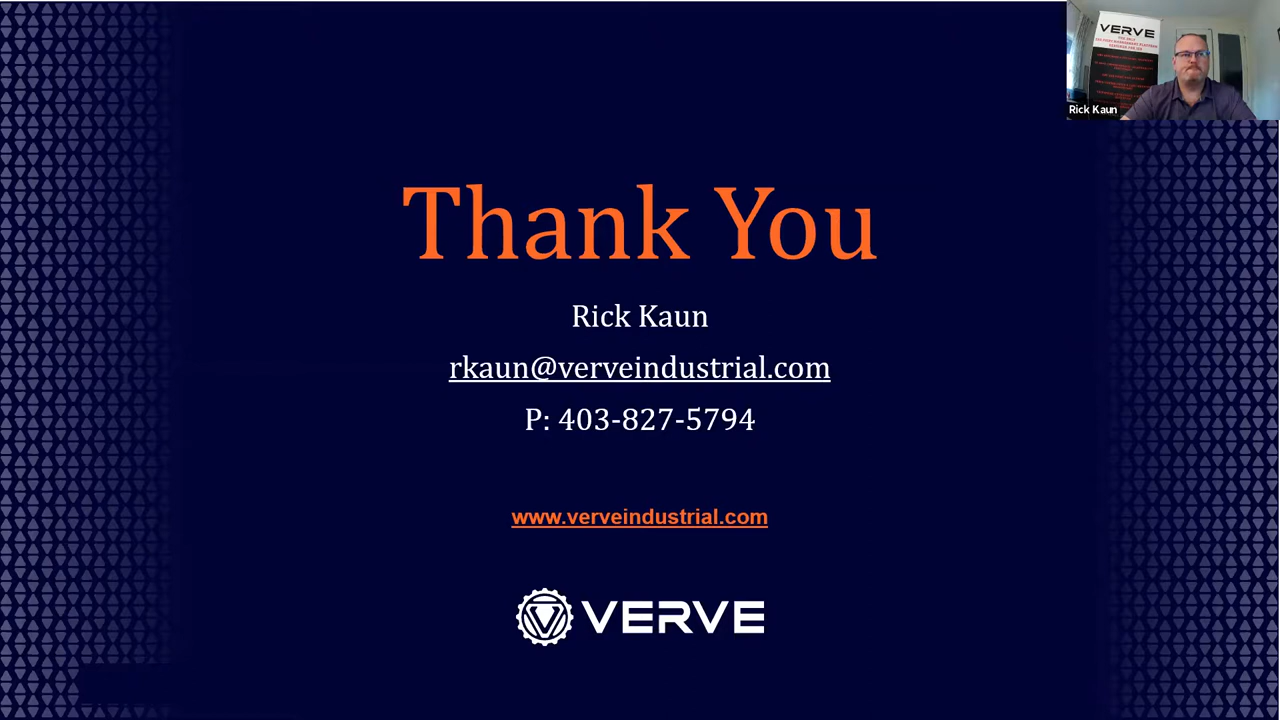 VERVE
Rick Kaun
Thank You
Rick Kaun
rkaun@verveindustrial.com
P: 403-827-5794
www.verveindustrial.com
VERVE